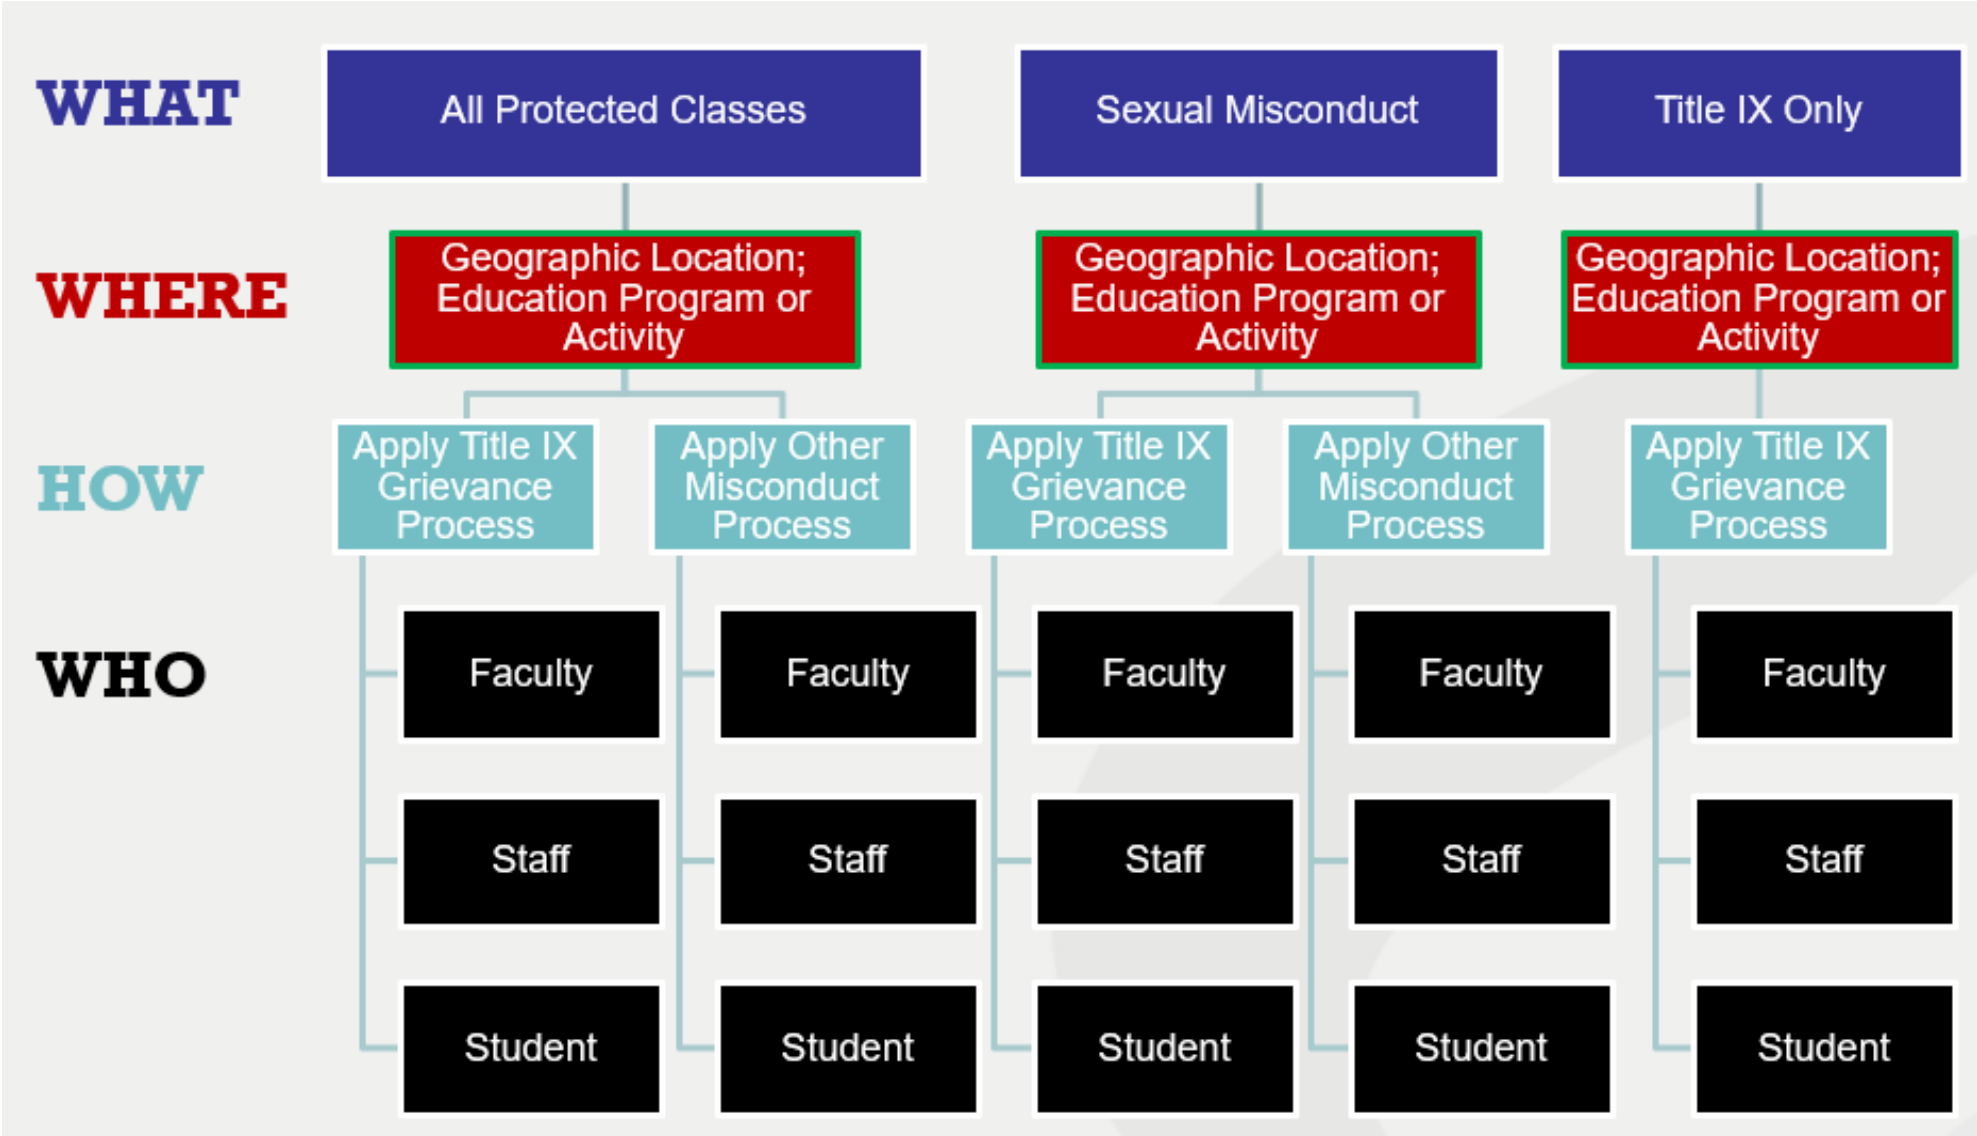 WHAT
All Protected Classes
Sexual Misconduct
Title IX Only
WHERE
Geographic Location;
Education Program or
Activity
Geographic Location;
Education Program or
Activity
Geographic Location;
Education Program or
Activity
HOW
Apply Title IX
Grievance
Process
Apply Other
Misconduct
Process
Apply Title IX
Grievance
Process
Apply Other
Misconduct
Process
Apply Title IX
Grievance
Process
WHO
Faculty
Faculty
Faculty
Faculty
Faculty
Staff
Staff
Staff
Staff
Staff
Student
Student
Student
Student
Student